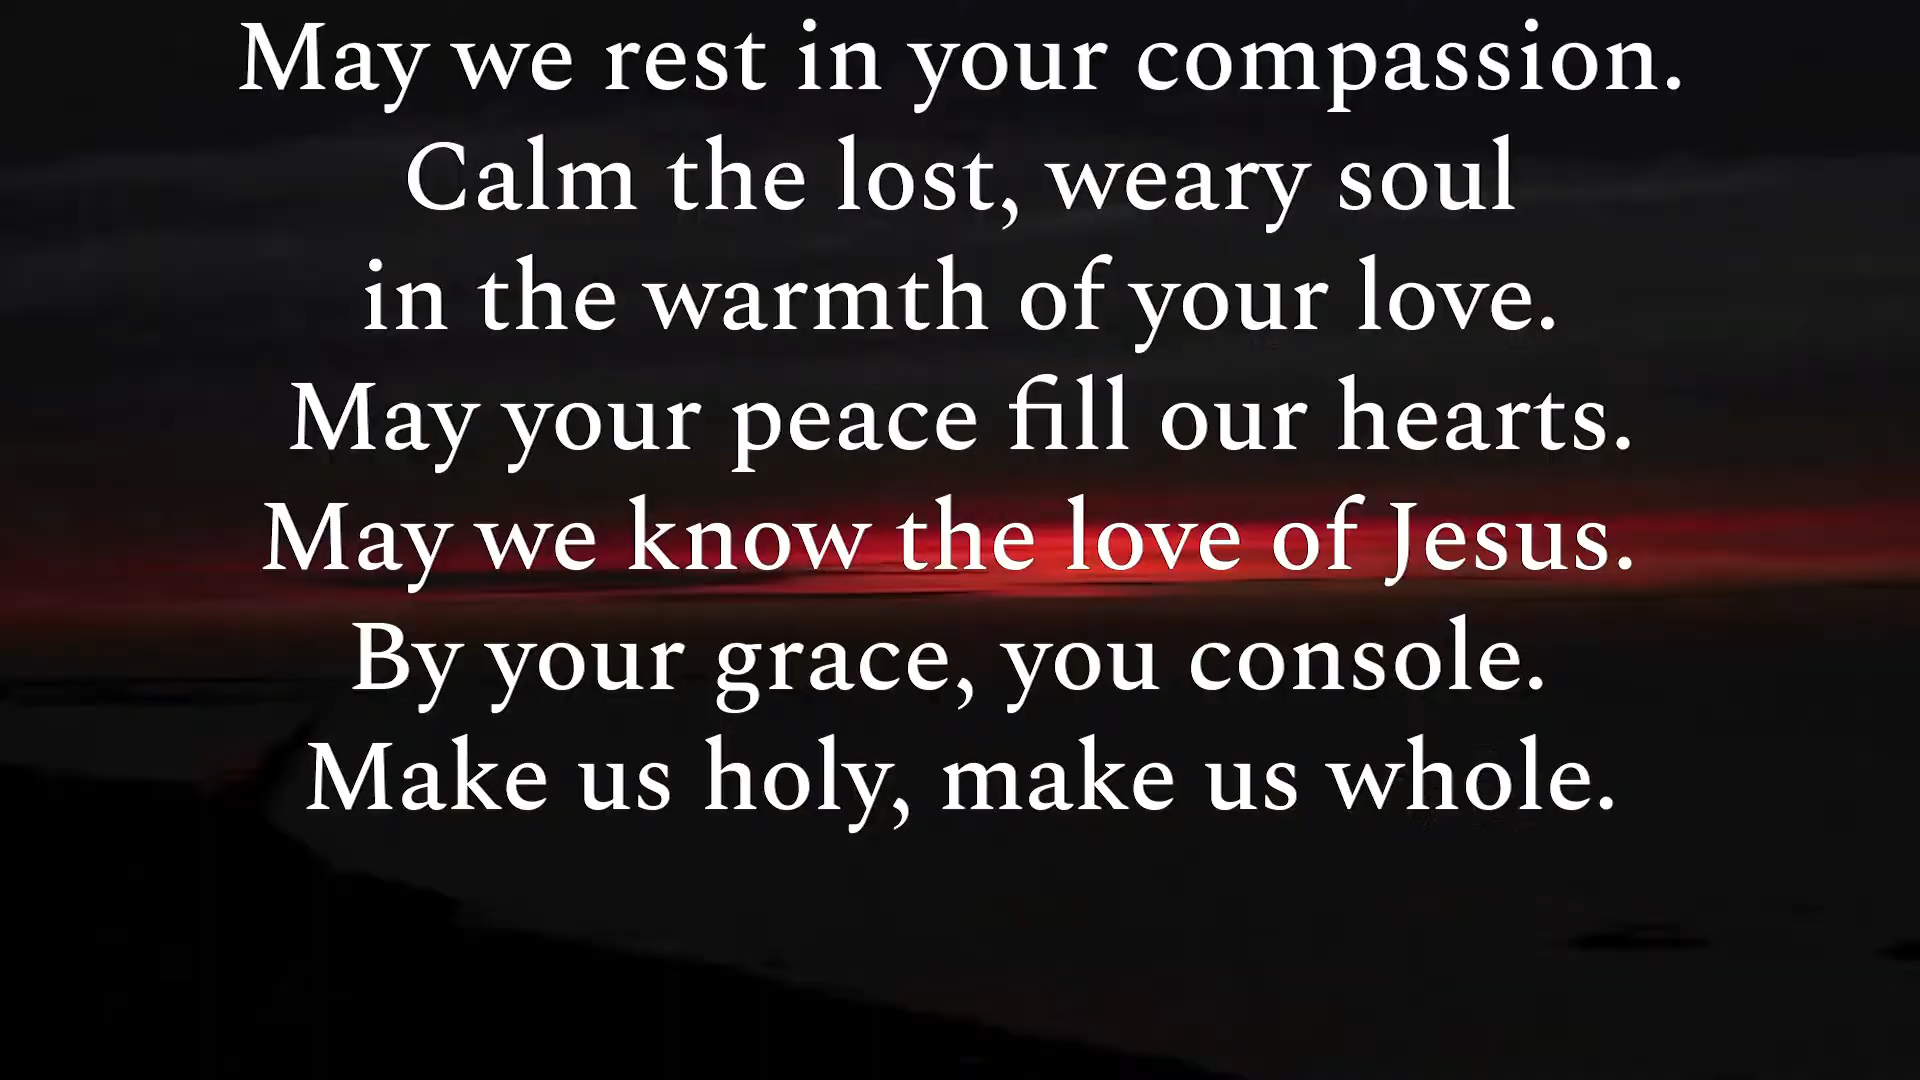 May we rest in your compassion.
Calm the lost, weary soul
in the warmth of your love.
May your peace fill our hearts.
May we know the love of Jesus.
By your grace, you console.
Make us holy, make us whole.